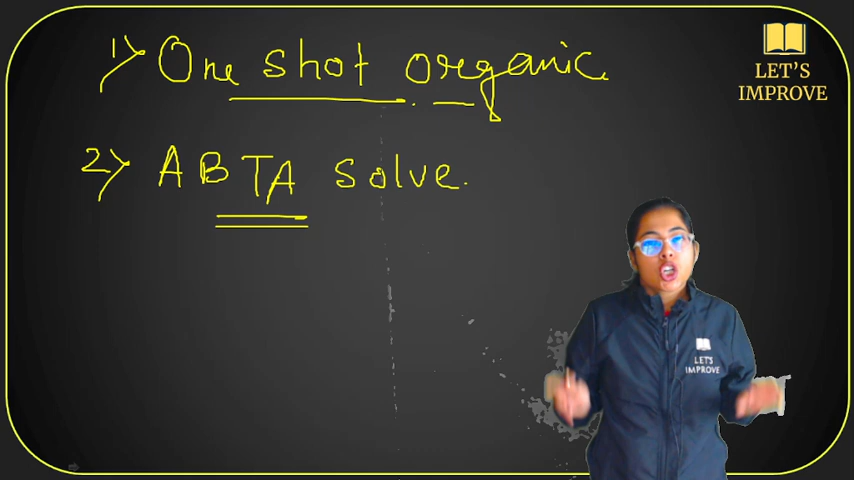 1) One shot organic
2) ABTA solve.
LET'S
IMPROVE
LET'S
IMPROVE